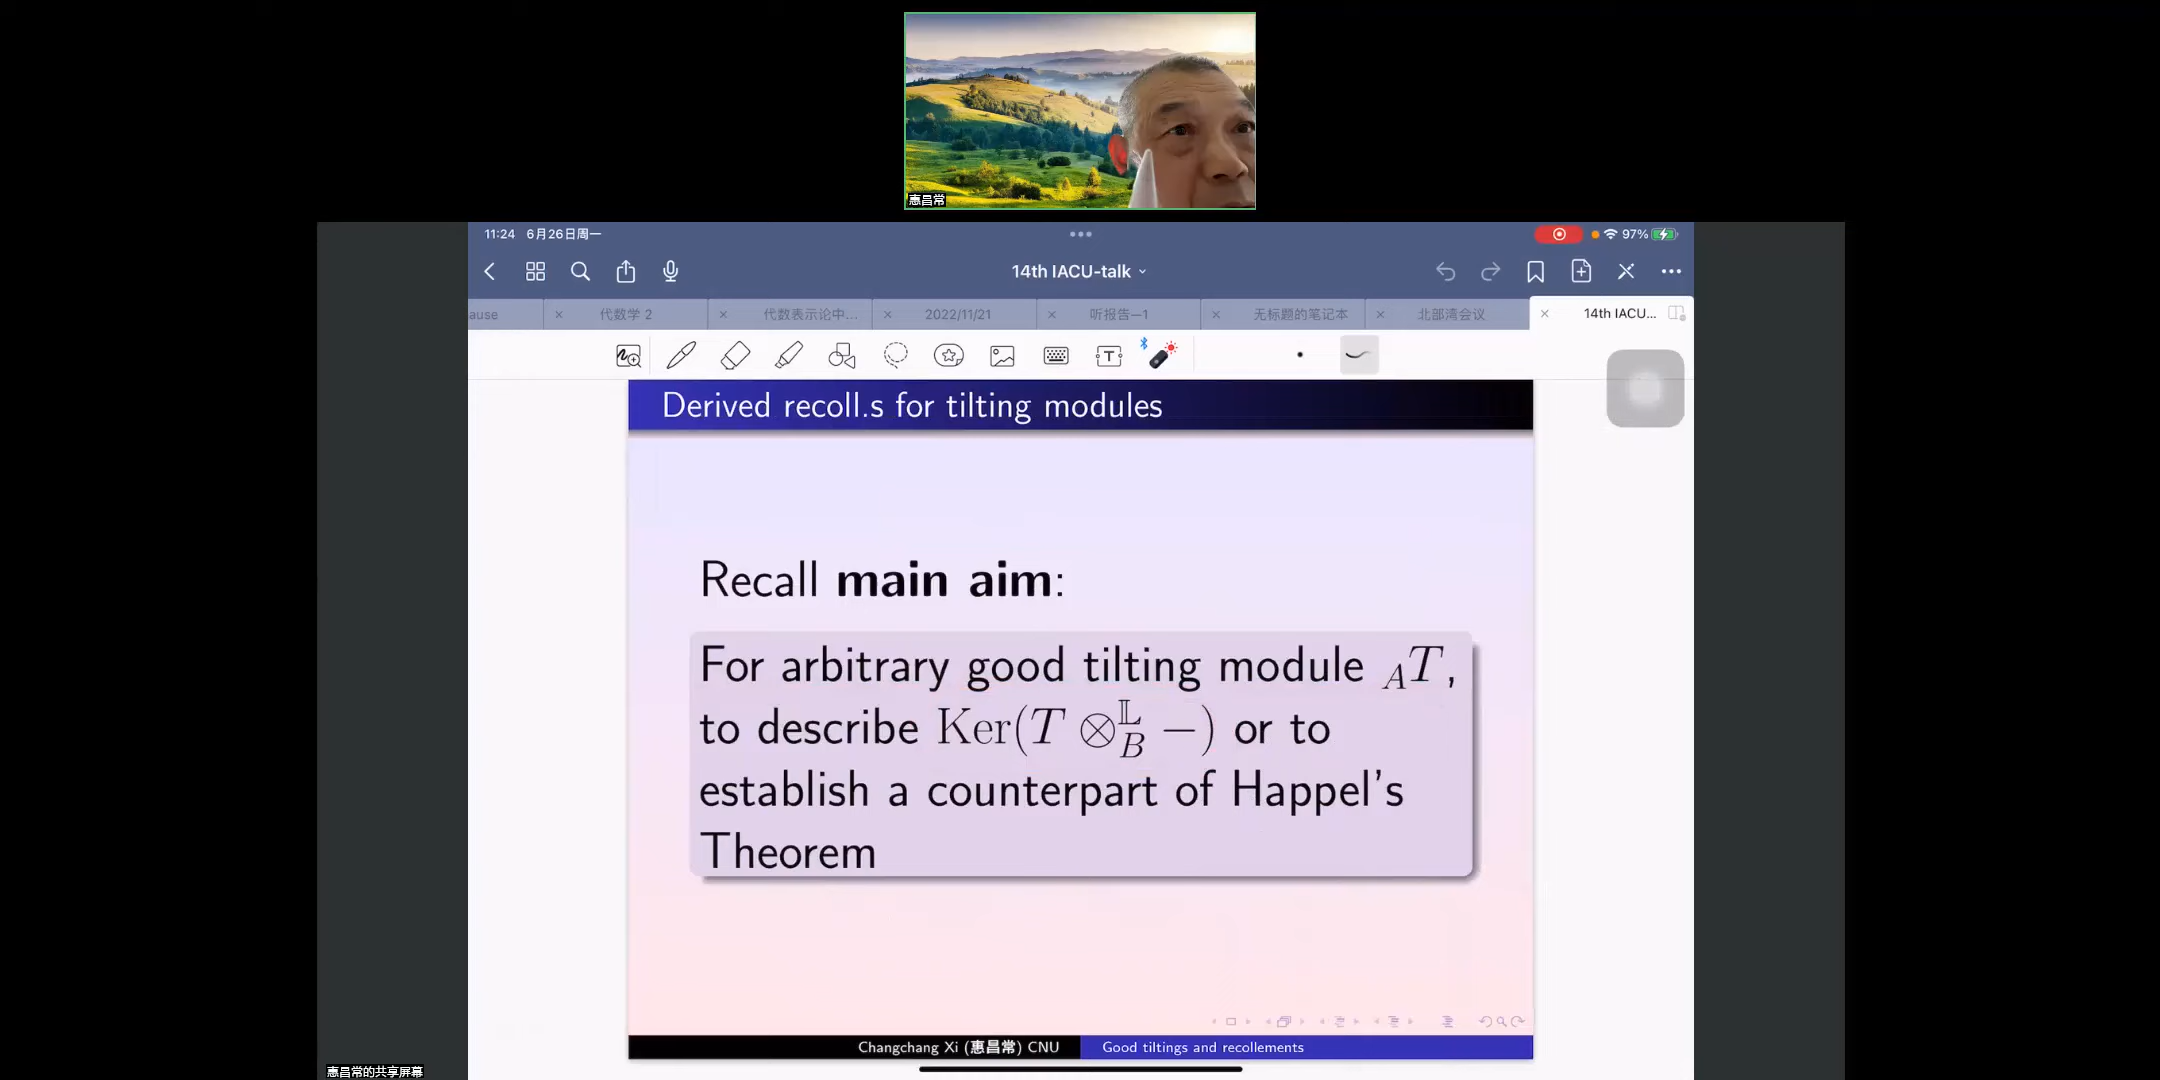 惠昌常
11:24 6月26日周一
97%
14th IACU-talk
ause
代数学 2
代数表示论中...
2022/11/21
听报告—1
无标题的笔记本
北部湾会议
14th IACU...
Derived recoll.s for tilting modules
Recall main aim:
For arbitrary good tilting module _A T,
to describe Ker(T ⊗_B^𝕃 −) or to
establish a counterpart of Happel's
Theorem
Changchang Xi (惠昌常) CNU
Good tiltings and recollements
惠昌常的共享屏幕